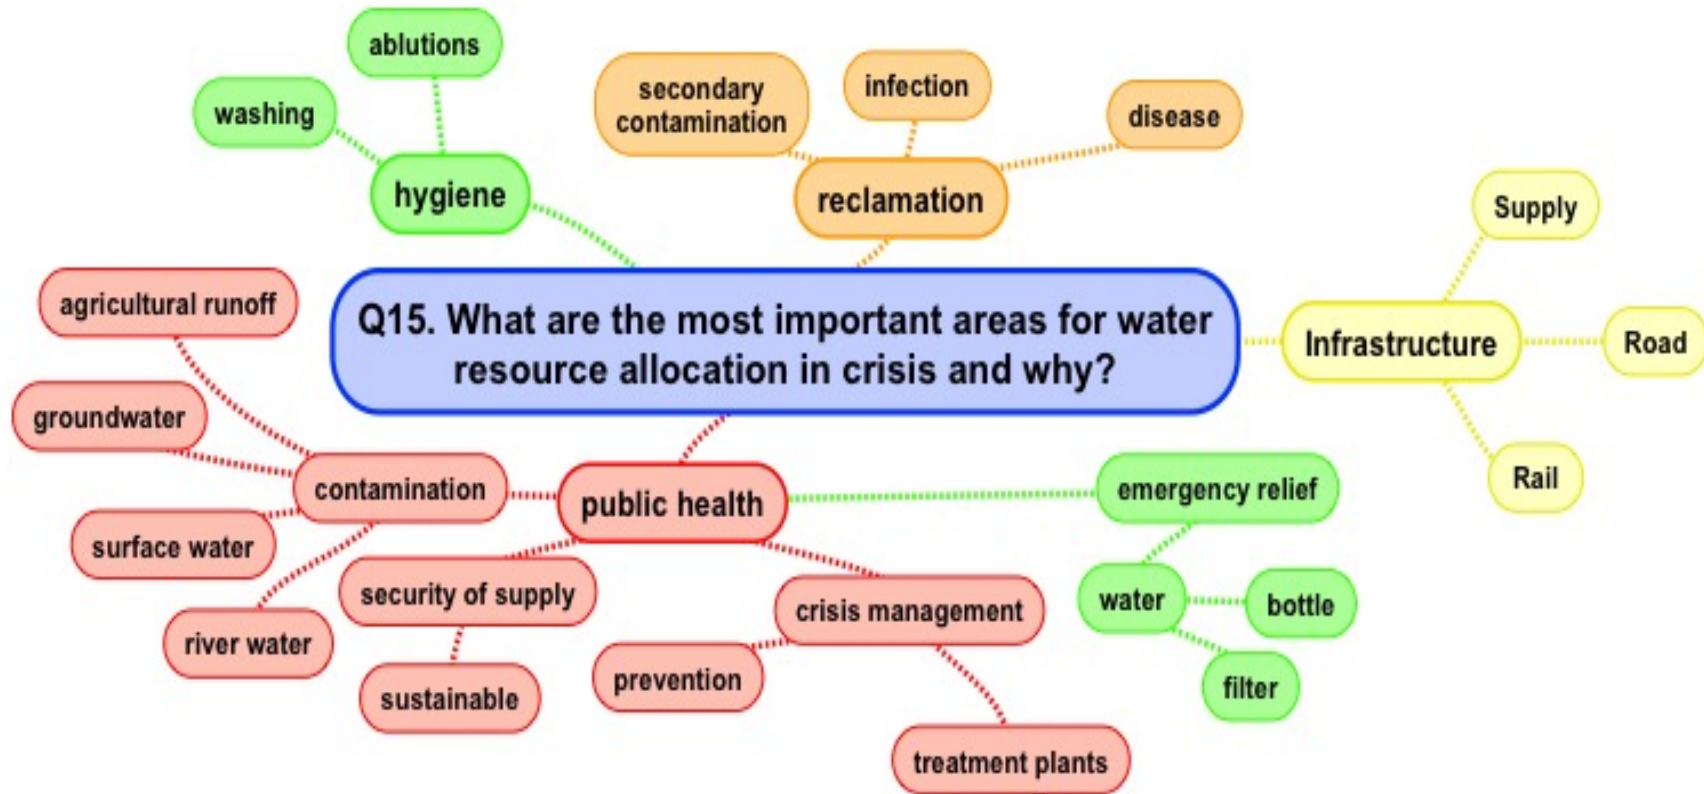 ablutions
washing
hygiene
secondary
contamination
infection
disease
reclamation
Supply
Infrastructure
Road
Rail
Q15. What are the most important areas for water
resource allocation in crisis and why?
agricultural runoff
groundwater
contamination
surface water
river water
public health
security of supply
sustainable
crisis management
prevention
treatment plants
emergency relief
water
bottle
filter